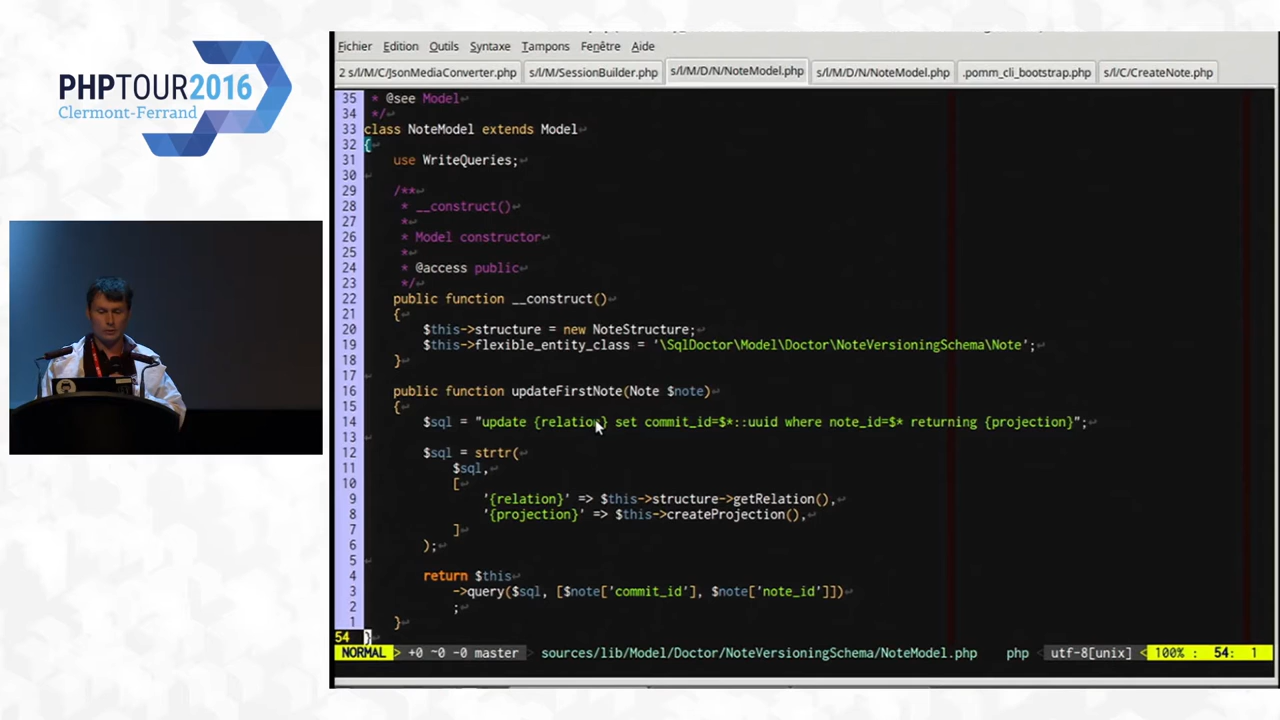 PHPTOUR2016
Clermont-Ferrand
Fichier Edition Outils Syntaxe Tampons Fenêtre Aide
2 s/l/M/C/JsonMediaConverter.php s/l/M/SessionBuilder.php s/l/M/D/N/NoteModel.php s/l/M/D/N/NoteModel.php .pomm_cli_bootstrap.php s/l/C/CreateNote.php
35 * @see Model↵
34 */↵
33 class NoteModel extends Model↵
32 {↵
31 use WriteQueries;↵
30 ↵
29 /**↵
28 * __construct()↵
27 *↵
26 * Model constructor↵
25 *↵
24 * @access public↵
23 */↵
22 public function __construct()↵
21 {↵
20 $this->structure = new NoteStructure;↵
19 $this->flexible_entity_class = '\SqlDoctor\Model\Doctor\NoteVersioningSchema\Note';↵
18 }↵
17 ↵
16 public function updateFirstNote(Note $note)↵
15 {↵
14 $sql = "update {relation} set commit_id=$*::uuid where note_id=$* returning {projection}";↵
13 ↵
12 $sql = strtr(↵
11 $sql,↵
10 [↵
9 '{relation}' => $this->structure->getRelation(),↵
8 '{projection}' => $this->createProjection(),↵
7 ]↵
6 );↵
5 ↵
4 return $this↵
3 ->query($sql, [$note['commit_id'], $note['note_id']])↵
2 ;↵
1 }↵
54 }↵
NORMAL > +0 ~0 -0 master > sources/lib/Model/Doctor/NoteVersioningSchema/NoteModel.php php < utf-8[unix] < 100% : 54: 1